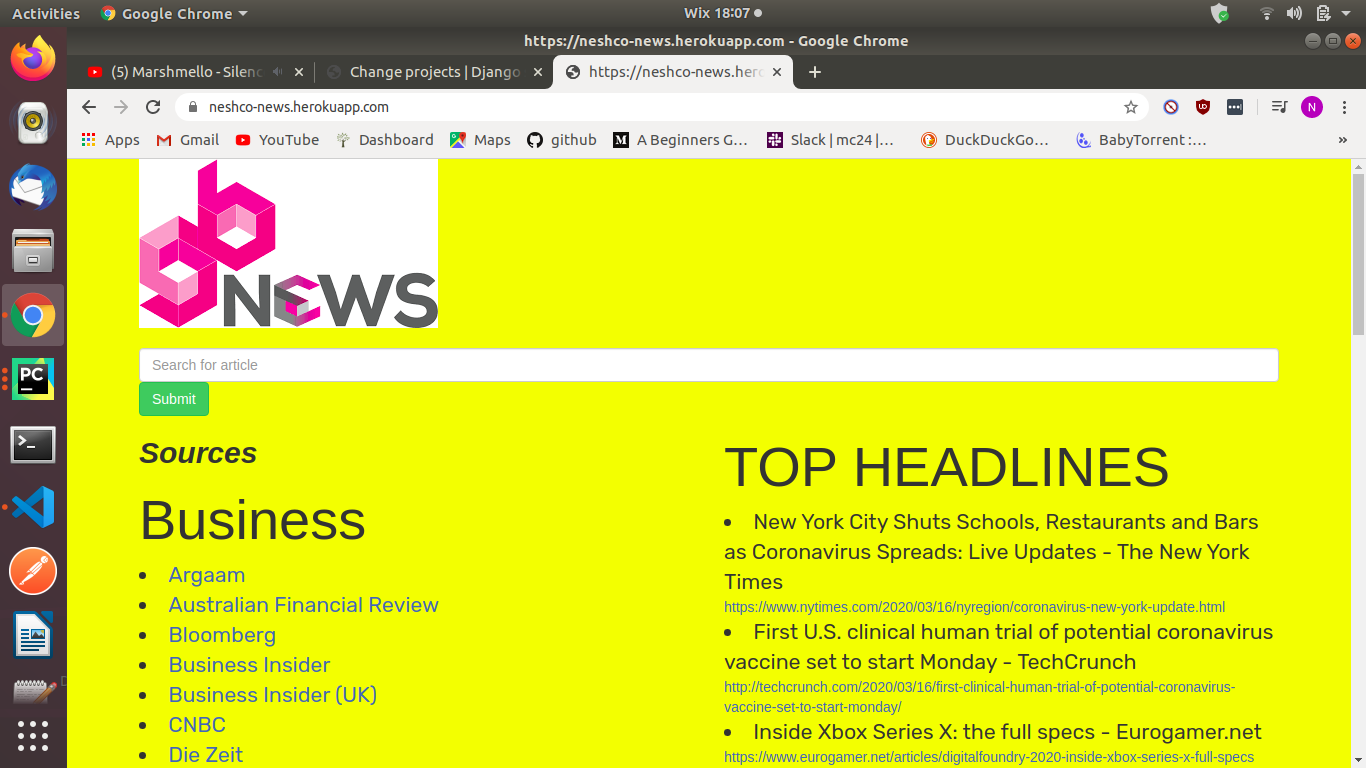 Activities
Google Chrome
Wix 18:07
https://neshco-news.herokuapp.com - Google Chrome
(5) Marshmello - Silenc
Change projects | Django
https://neshco-news.herok
neshco-news.herokuapp.com
N
Apps
Gmail
YouTube
Dashboard
Maps
github
A Beginners G…
Slack | mc24 |…
DuckDuckGo…
BabyTorrent :…
»
gb
NEWS
Search for article
Submit
Sources
Business
Argaam
Australian Financial Review
Bloomberg
Business Insider
Business Insider (UK)
CNBC
Die Zeit
TOP HEADLINES
New York City Shuts Schools, Restaurants and Bars
as Coronavirus Spreads: Live Updates - The New York
Times
https://www.nytimes.com/2020/03/16/nyregion/coronavirus-new-york-update.html
First U.S. clinical human trial of potential coronavirus
vaccine set to start Monday - TechCrunch
http://techcrunch.com/2020/03/16/first-clinical-human-trial-of-potential-coronavirus-
vaccine-set-to-start-monday/
Inside Xbox Series X: the full specs - Eurogamer.net
https://www.eurogamer.net/articles/digitalfoundry-2020-inside-xbox-series-x-full-specs
PC